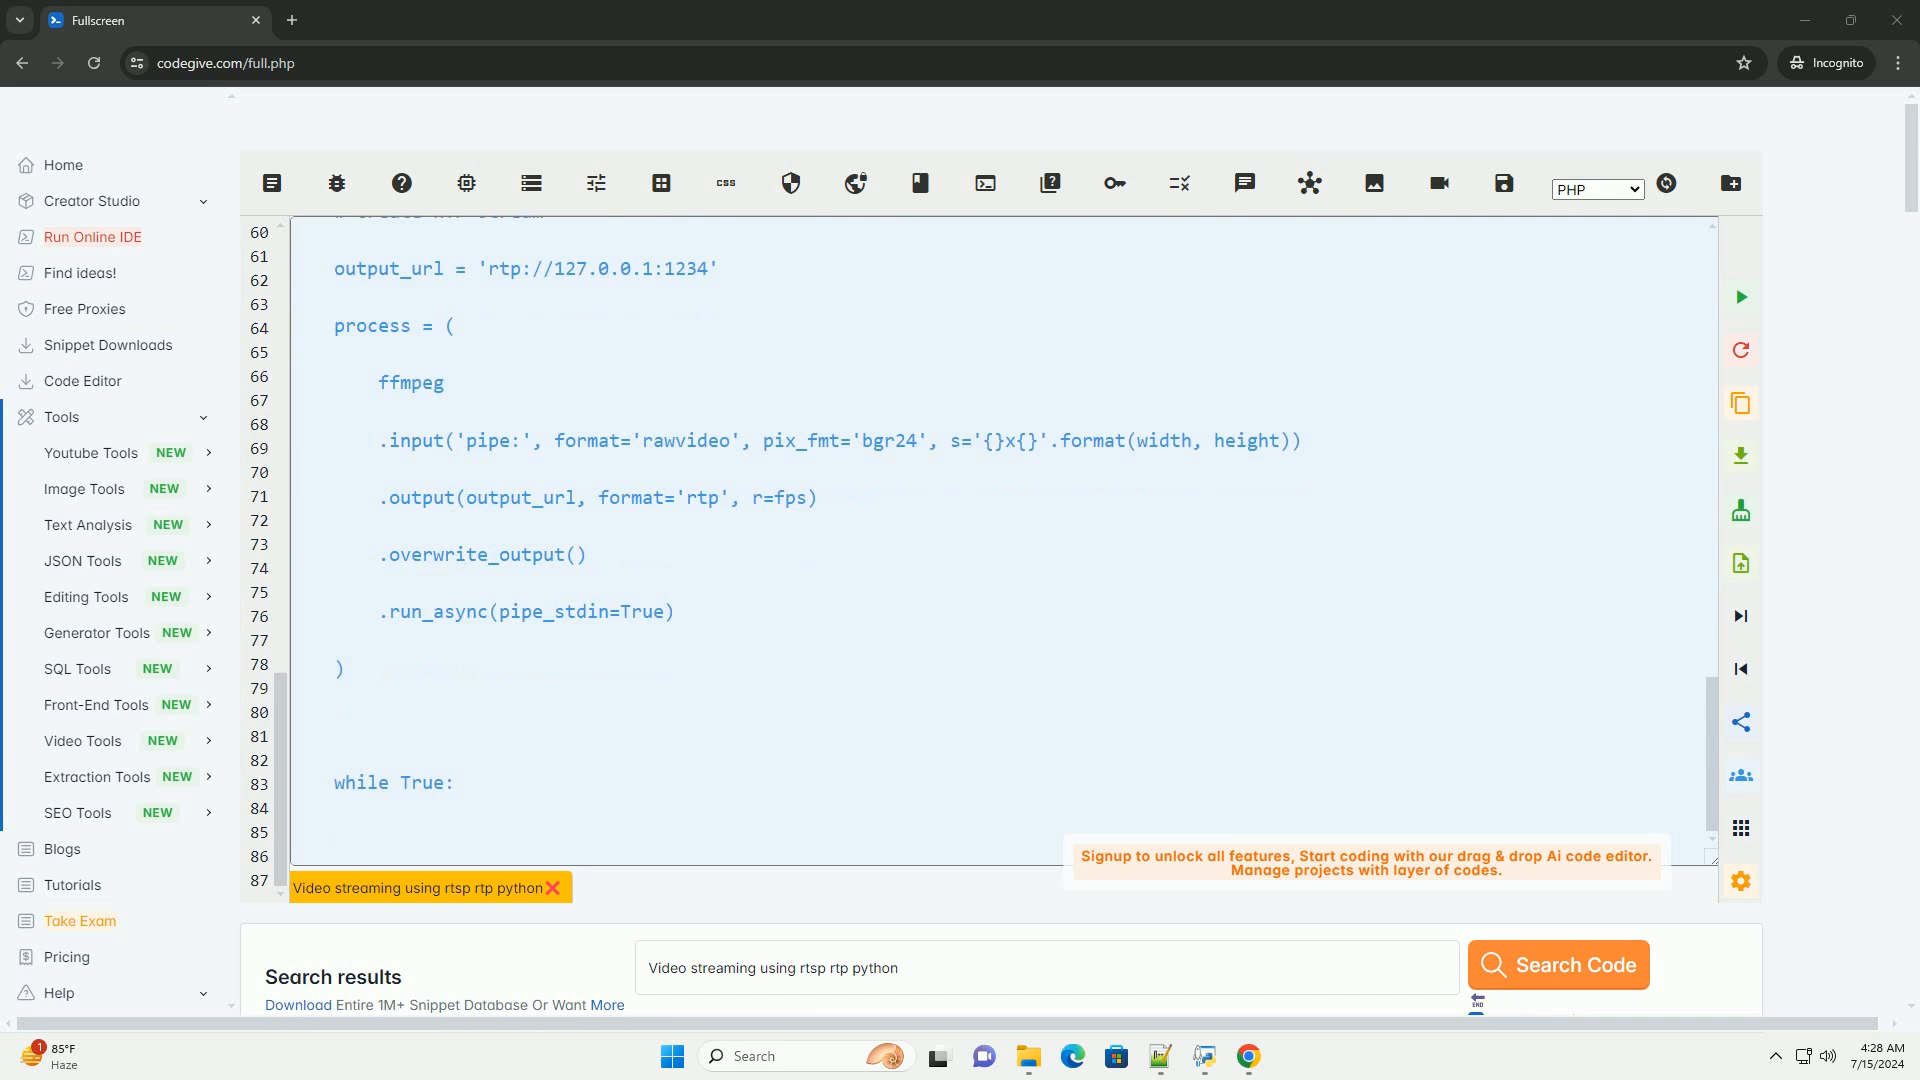 Fullscreen
codegive.com/full.php
Incognito
Home
Creator Studio
Run Online IDE
Find ideas!
Free Proxies
Snippet Downloads
Code Editor
Tools
Youtube Tools NEW
Image Tools NEW
Text Analysis NEW
JSON Tools NEW
Editing Tools NEW
Generator Tools NEW
SQL Tools NEW
Front-End Tools NEW
Video Tools NEW
Extraction Tools NEW
SEO Tools NEW
Blogs
Tutorials
Take Exam
Pricing
Help
css
PHP
60
61
62
63
64
65
66
67
68
69
70
71
72
73
74
75
76
77
78
79
80
81
82
83
84
85
86
87
output_url = 'rtp://127.0.0.1:1234'
process = (
ffmpeg
.input('pipe:', format='rawvideo', pix_fmt='bgr24', s='{}x{}'.format(width, height))
.output(output_url, format='rtp', r=fps)
.overwrite_output()
.run_async(pipe_stdin=True)
)
while True:
Signup to unlock all features, Start coding with our drag & drop Ai code editor.
Manage projects with layer of codes.
Video streaming using rtsp rtp python
Search results
Download Entire 1M+ Snippet Database Or Want More
Video streaming using rtsp rtp python
Search Code
END
1
85°F
Haze
Search
4:28 AM
7/15/2024